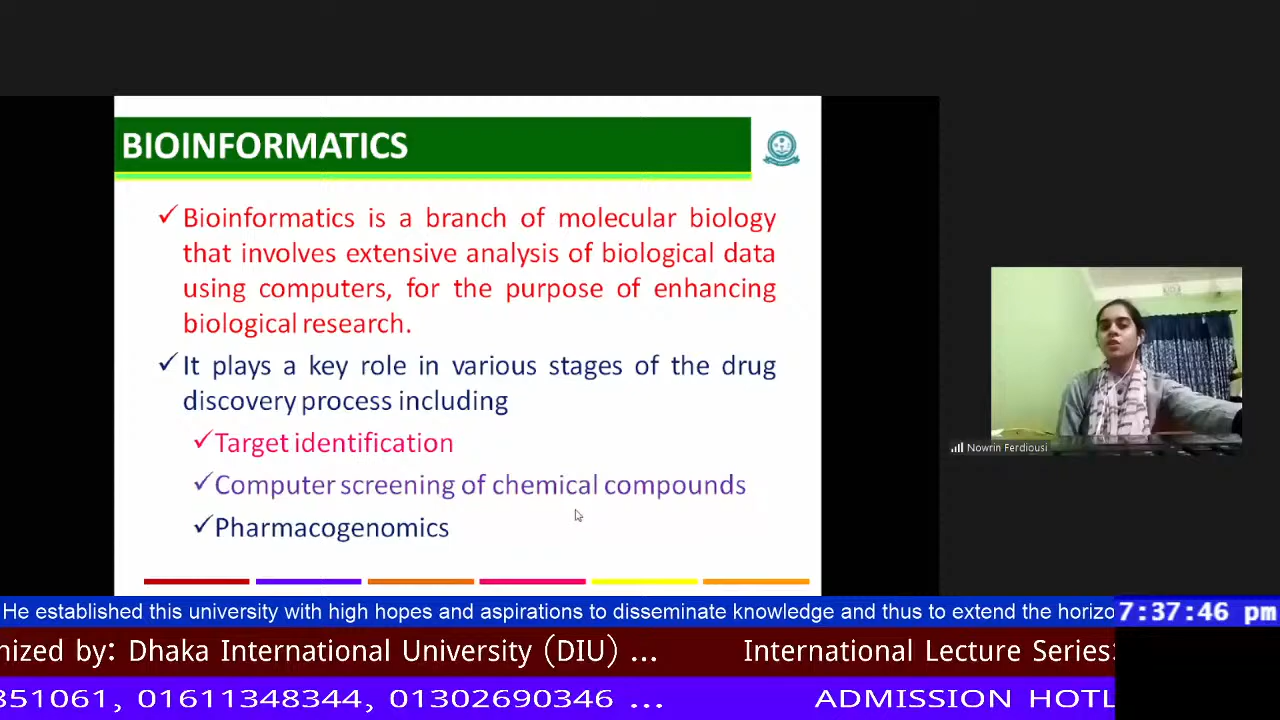 BIOINFORMATICS
✓ Bioinformatics is a branch of molecular biology
that involves extensive analysis of biological data
using computers, for the purpose of enhancing
biological research.
✓ It plays a key role in various stages of the drug
discovery process including
✓ Target identification
✓ Computer screening of chemical compounds
✓ Pharmacogenomics
Nowrin Ferdiousi
He established this university with high hopes and aspirations to disseminate knowledge and thus to extend the horizo
7:37:46 pm
nized by: Dhaka International University (DIU) ... International Lecture Series:
851061, 01611348344, 01302690346 ... ADMISSION HOTL